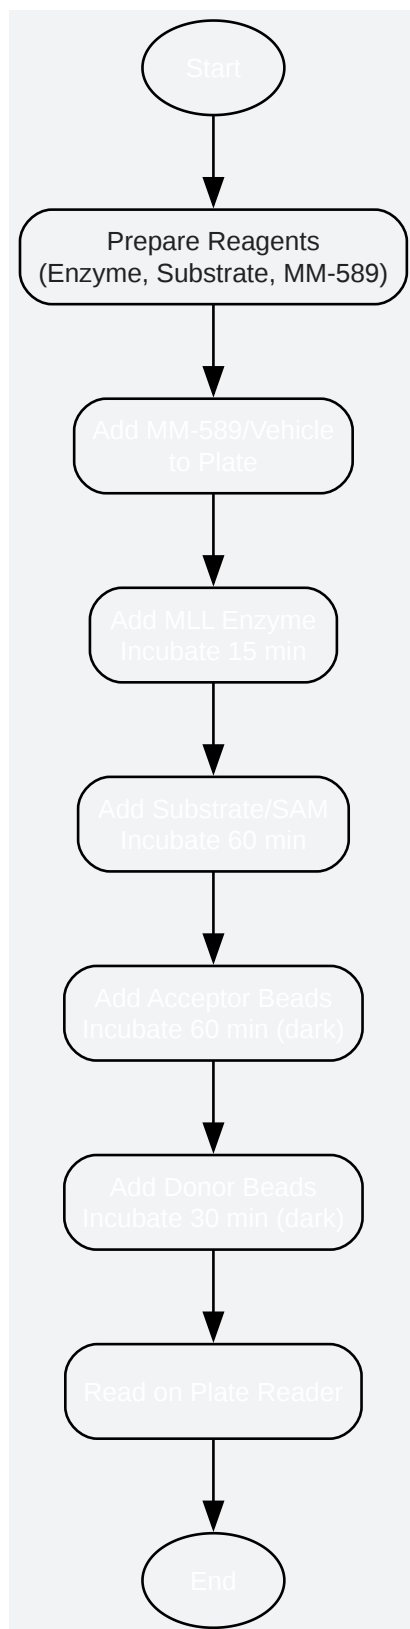 Start
Prepare Reagents
(Enzyme, Substrate, MM-589)
Add MM-589/Vehicle
to Plate
Add MLL Enzyme
Incubate 15 min
Add Substrate/SAM
Incubate 60 min
Add Acceptor Beads
Incubate 60 min (dark)
Add Donor Beads
Incubate 30 min (dark)
Read on Plate Reader
End